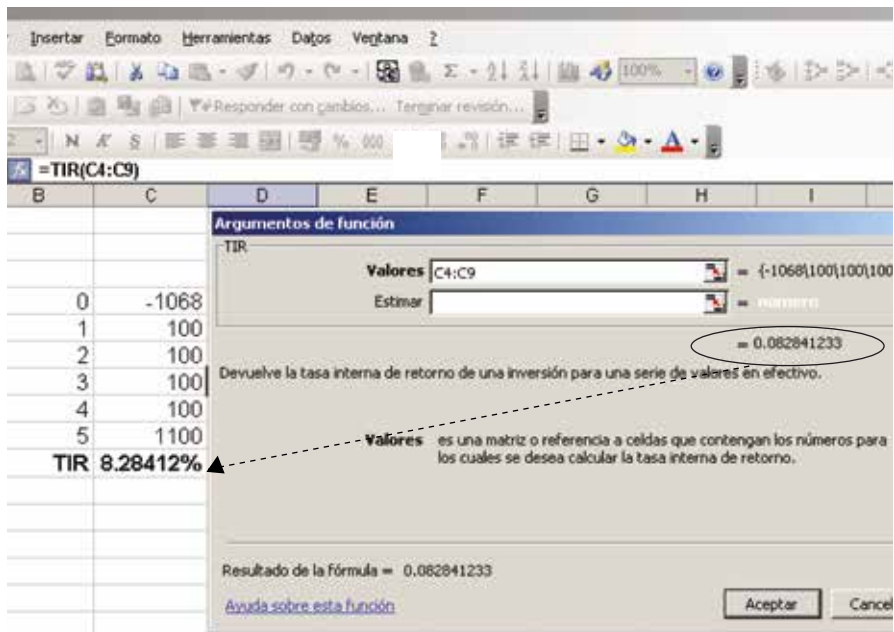 Insertar Formato Herramientas Datos Ventana ?
100%
Responder con cambios... Terminar revisión...
N K S % 000
=TIR(C4:C9)
B C D E F G H I
Argumentos de función
TIR
Valores C4:C9 = {-1068\100\100\100
Estimar = número
= 0.082841233
Devuelve la tasa interna de retorno de una inversión para una serie de valores en efectivo.
Valores es una matriz o referencia a celdas que contengan los números para
los cuales se desea calcular la tasa interna de retorno.
Resultado de la fórmula = 0.082841233
Ayuda sobre esta función
Aceptar Cancel
0 -1068
1 100
2 100
3 100
4 100
5 1100
TIR 8.28412%